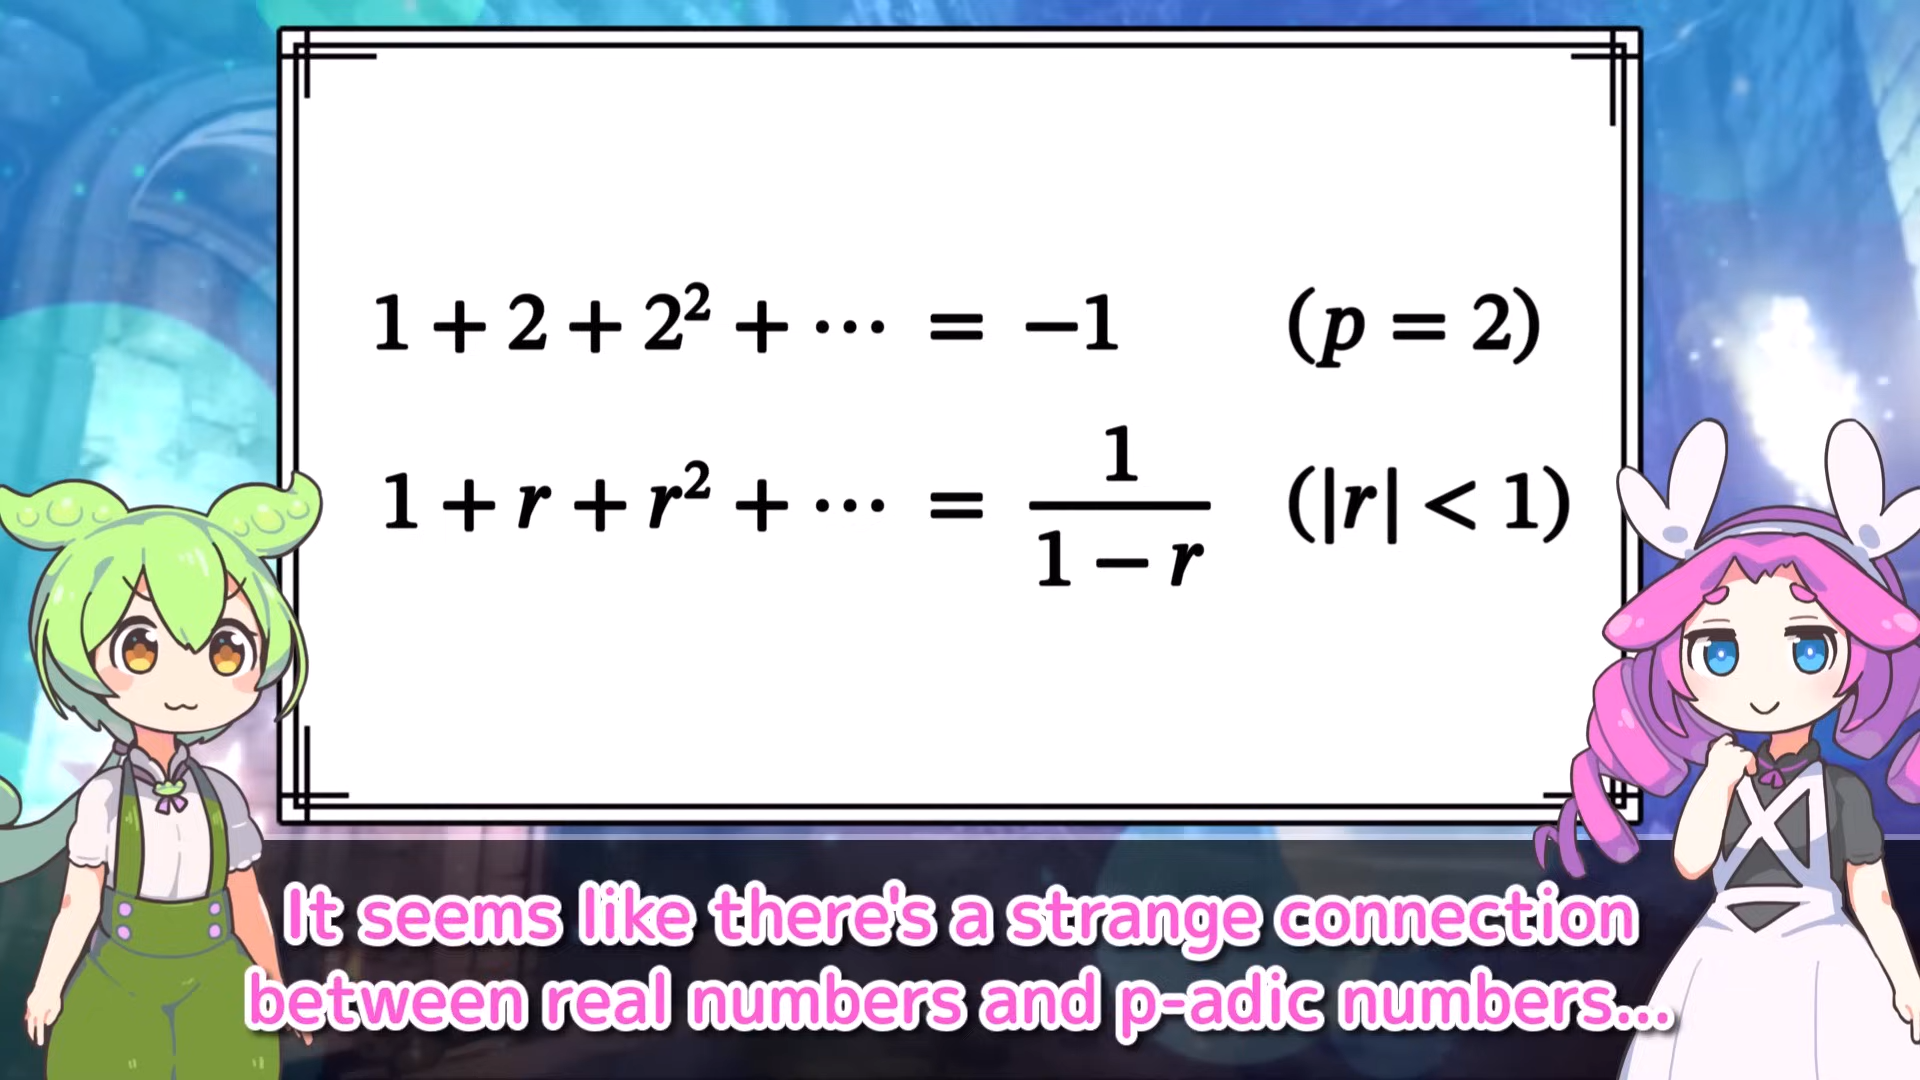 1 + 2 + 2² + ⋯ = −1 (p = 2)
1 + r + r² + ⋯ = 1/(1 − r) (|r| < 1)
It seems like there's a strange connection
between real numbers and p-adic numbers...